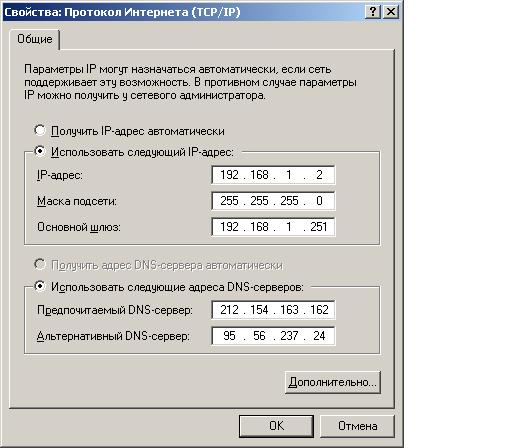 Свойства: Протокол Интернета (TCP/IP)
Общие
Параметры IP могут назначаться автоматически, если сеть
поддерживает эту возможность. В противном случае параметры
IP можно получить у сетевого администратора.
Получить IP-адрес автоматически
Использовать следующий IP-адрес:
IP-адрес: 192 . 168 . 1 . 2
Маска подсети: 255 . 255 . 255 . 0
Основной шлюз: 192 . 168 . 1 . 251
Получить адрес DNS-сервера автоматически
Использовать следующие адреса DNS-серверов:
Предпочитаемый DNS-сервер: 212 . 154 . 163 . 162
Альтернативный DNS-сервер: 95 . 56 . 237 . 24
Дополнительно...
OK Отмена